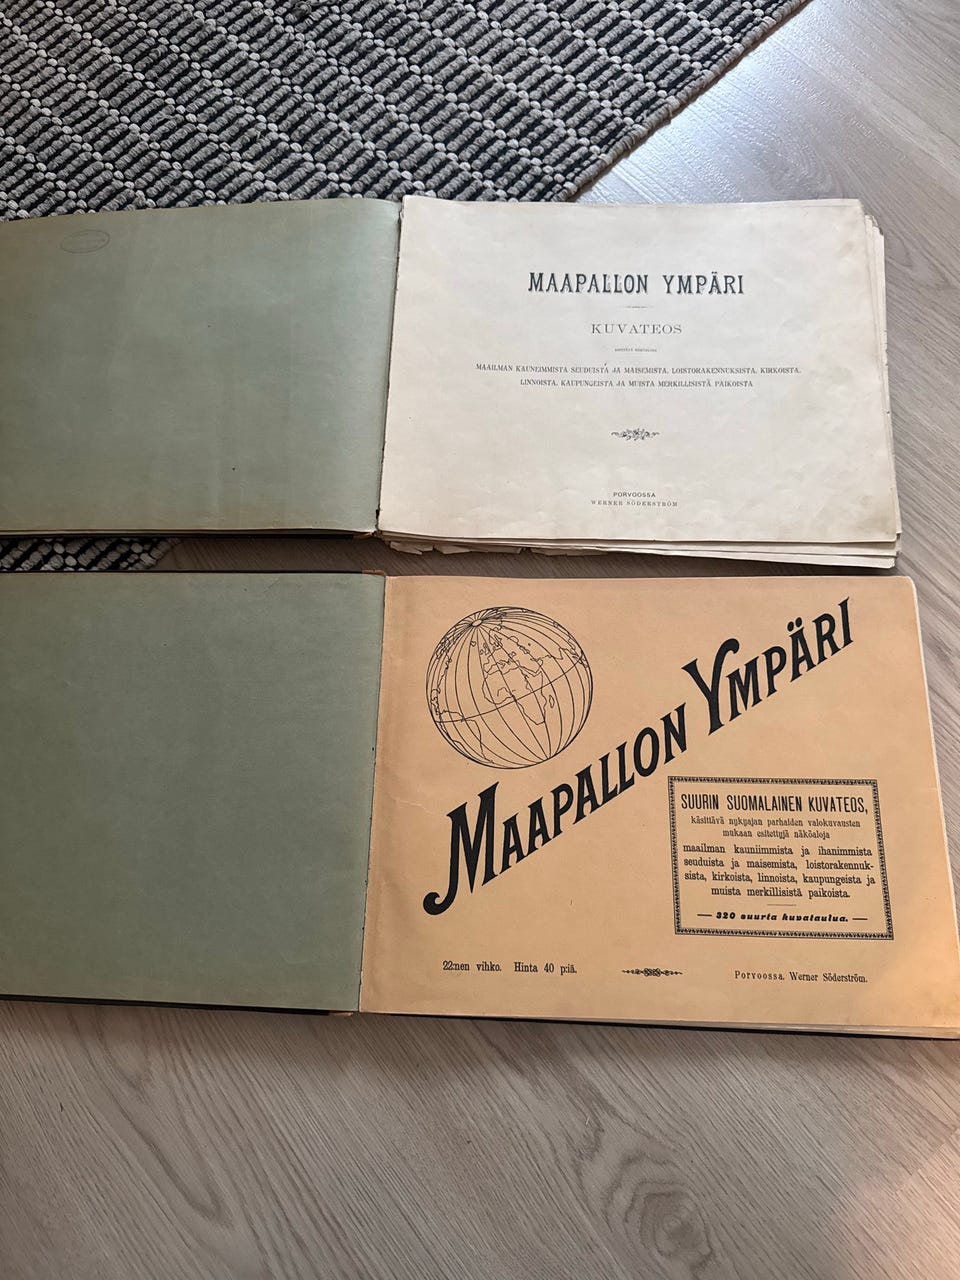 MAAPALLON YMPÄRI
KUVATEOS
MAAILMAN KAUNEIMMISTA SEUDUISTA JA MAISEMISTA, LOISTORAKENNUKSISTA, KIRKOISTA,
LINNOISTA, KAUPUNGEISTA JA MUISTA MERKILLISISTÄ PAIKOISTA
PORVOOSSA
WERNER SÖDERSTRÖM
MAAPALLON YMPÄRI
SUURIN SUOMALAINEN KUVATEOS,
käsittävä nykyajan parhaiden valokuvausten
mukaan esitettyjä näköaloja
maailman kauniimmista ja ihanimmista
seuduista ja maisemista, loistorakennuk-
sista, kirkoista, linnoista, kaupungeista ja
muista merkillisistä paikoista.
— 320 suurta kuvataulua. —
22:nen vihko. Hinta 40 p:iä.
Porvoossa. Werner Söderström.